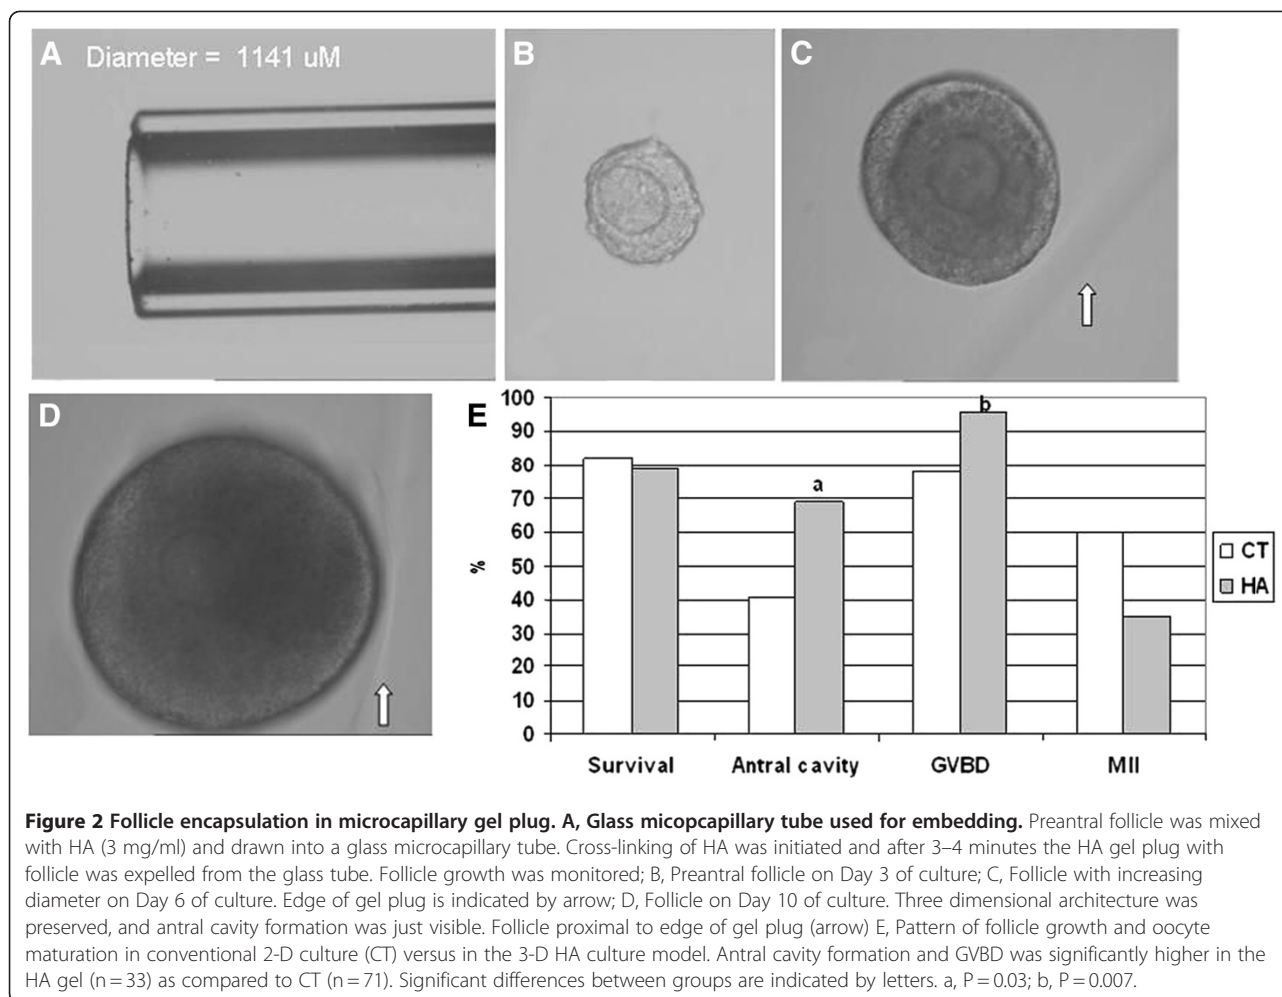 A Diameter = 1141 uM
B
C
D
E
100
90
80
70
60
50
40
30
20
10
0
%
a
b
Survival Antral cavity GVBD MII
CT
HA
Figure 2 Follicle encapsulation in microcapillary gel plug. A, Glass micopcapillary tube used for embedding. Preantral follicle was mixed
with HA (3 mg/ml) and drawn into a glass microcapillary tube. Cross-linking of HA was initiated and after 3–4 minutes the HA gel plug with
follicle was expelled from the glass tube. Follicle growth was monitored; B, Preantral follicle on Day 3 of culture; C, Follicle with increasing
diameter on Day 6 of culture. Edge of gel plug is indicated by arrow; D, Follicle on Day 10 of culture. Three dimensional architecture was
preserved, and antral cavity formation was just visible. Follicle proximal to edge of gel plug (arrow) E, Pattern of follicle growth and oocyte
maturation in conventional 2-D culture (CT) versus in the 3-D HA culture model. Antral cavity formation and GVBD was significantly higher in the
HA gel (n = 33) as compared to CT (n = 71). Significant differences between groups are indicated by letters. a, P = 0.03; b, P = 0.007.